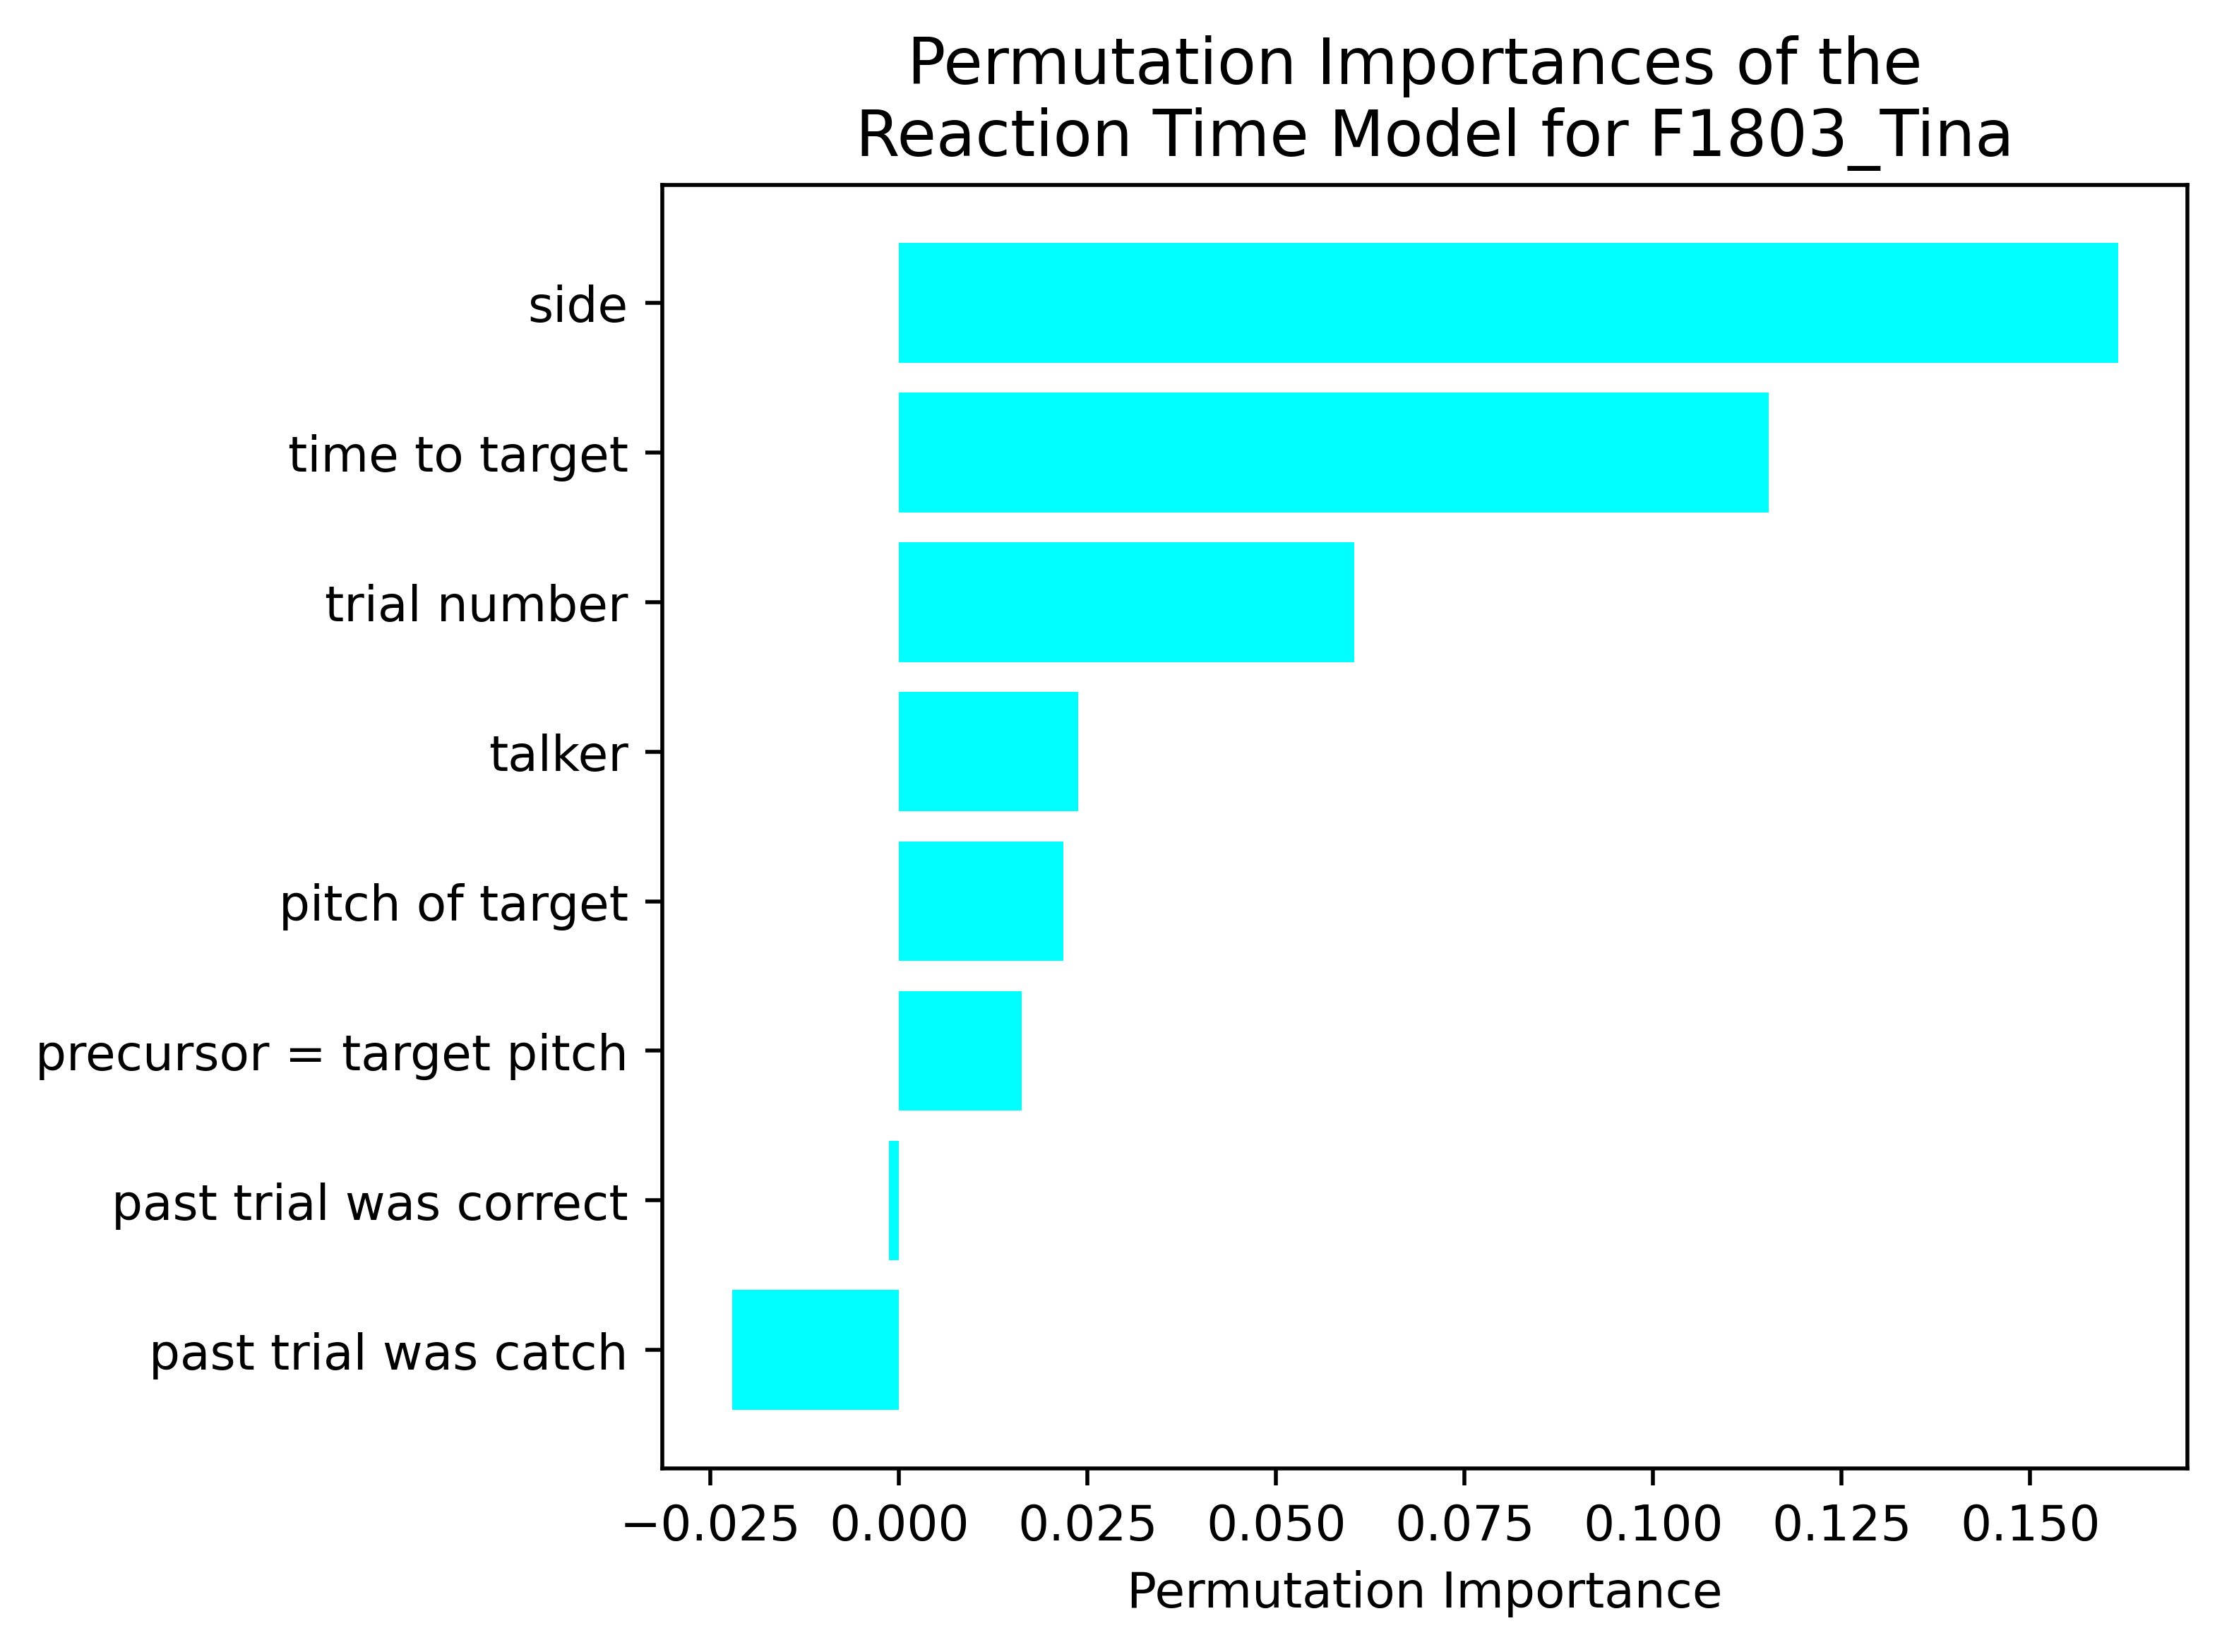 Permutation Importances of the
Reaction Time Model for F1803_Tina
side
time to target
trial number
talker
pitch of target
precursor = target pitch
past trial was correct
past trial was catch
−0.025 0.000 0.025 0.050 0.075 0.100 0.125 0.150
Permutation Importance